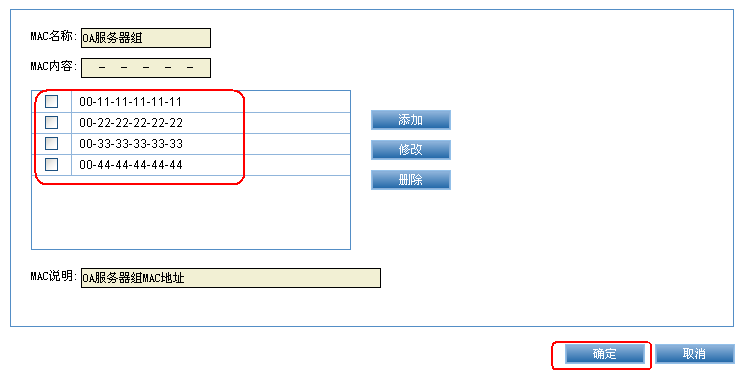 MAC名称: OA服务器组
MAC内容: - - - - -
00-11-11-11-11-11
00-22-22-22-22-22
00-33-33-33-33-33
00-44-44-44-44-44
添加
修改
删除
MAC说明: OA服务器组MAC地址
确定 取消